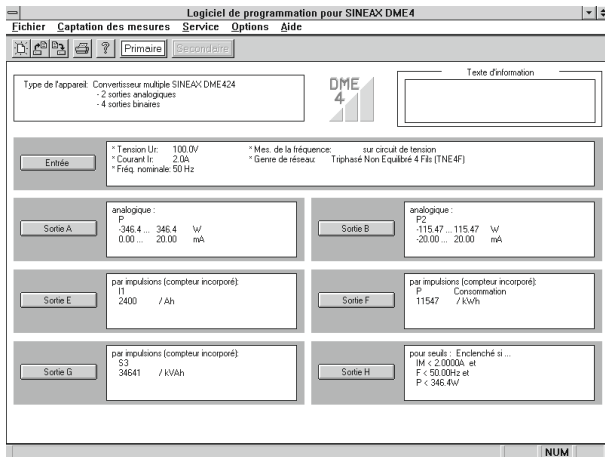 Logiciel de programmation pour SINEAX DME4
Fichier Captation des mesures Service Options Aide
? Primaire Secondaire
Type de l'appareil: Convertisseur multiple SINEAX DME424
- 2 sorties analogiques
- 4 sorties binaires
DME
4
Texte d'information
Entrée
* Tension Ur: 100.0V * Mes. de la fréquence: sur circuit de tension
* Courant Ir: 2.0A * Genre de réseau: Triphasé Non Equilibré 4 Fils (TNE4F)
* Fréq. nominale: 50 Hz
Sortie A
analogique :
P
-346.4 ... 346.4 W
0.00 ... 20.00 mA
Sortie B
analogique :
P2
-115.47 ... 115.47 W
-20.00 ... 20.00 mA
Sortie E
par impulsions (compteur incorporé):
I1
2400 / Ah
Sortie F
par impulsions (compteur incorporé):
P Consommation
11547 / kWh
Sortie G
par impulsions (compteur incorporé):
S3
34641 / kVAh
Sortie H
pour seuils : Enclenché si ...
IM < 2.0000A et
F < 50.00Hz et
P < 346.4W
NUM